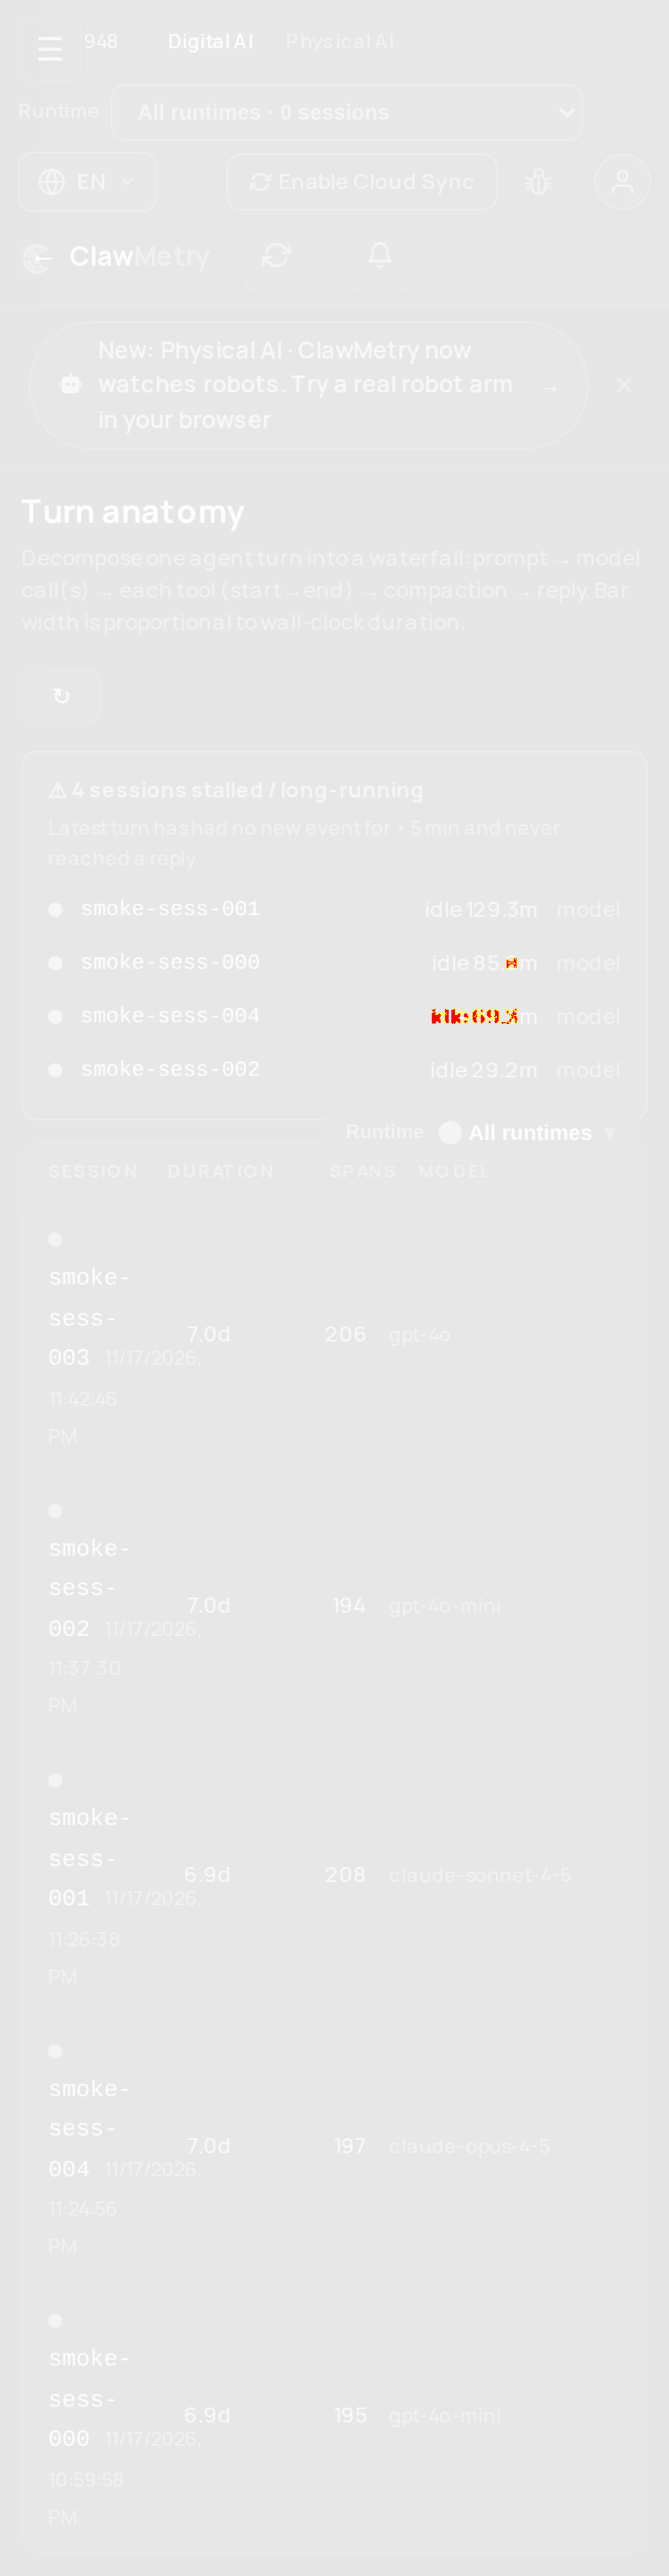 948 Digital AI Physical AI
Runtime All runtimes · 0 sessions
EN Enable Cloud Sync
ClawMetry
New: Physical AI · ClawMetry now
watches robots. Try a real robot arm →
in your browser
Turn anatomy
Decompose one agent turn into a waterfall: prompt → model
call(s) → each tool (start→end) → compaction → reply. Bar
width is proportional to wall-clock duration.
↻
⚠ 4 sessions stalled / long-running
Latest turn has had no new event for > 5 min and never
reached a reply.
smoke-sess-001 idle 129.3m model
smoke-sess-000 idle model
smoke-sess-004 model
smoke-sess-002 idle 29.2m model
Runtime All runtimes ▼
SESSION DURATION SPANS MODEL
smoke-
sess-
003 11/17/2026, 7.0d 206 gpt-4o
11:42:46
PM
smoke-
sess-
002 11/17/2026, 7.0d 194 gpt-4o-mini
11:37:30
PM
smoke-
sess-
001 11/17/2026, 6.9d 208 claude-sonnet-4-5
11:26:38
PM
smoke-
sess-
004 11/17/2026, 7.0d 197 claude-opus-4-5
11:24:56
PM
smoke-
sess-
000 11/17/2026, 6.9d 195 gpt-4o-mini
10:59:58
PM